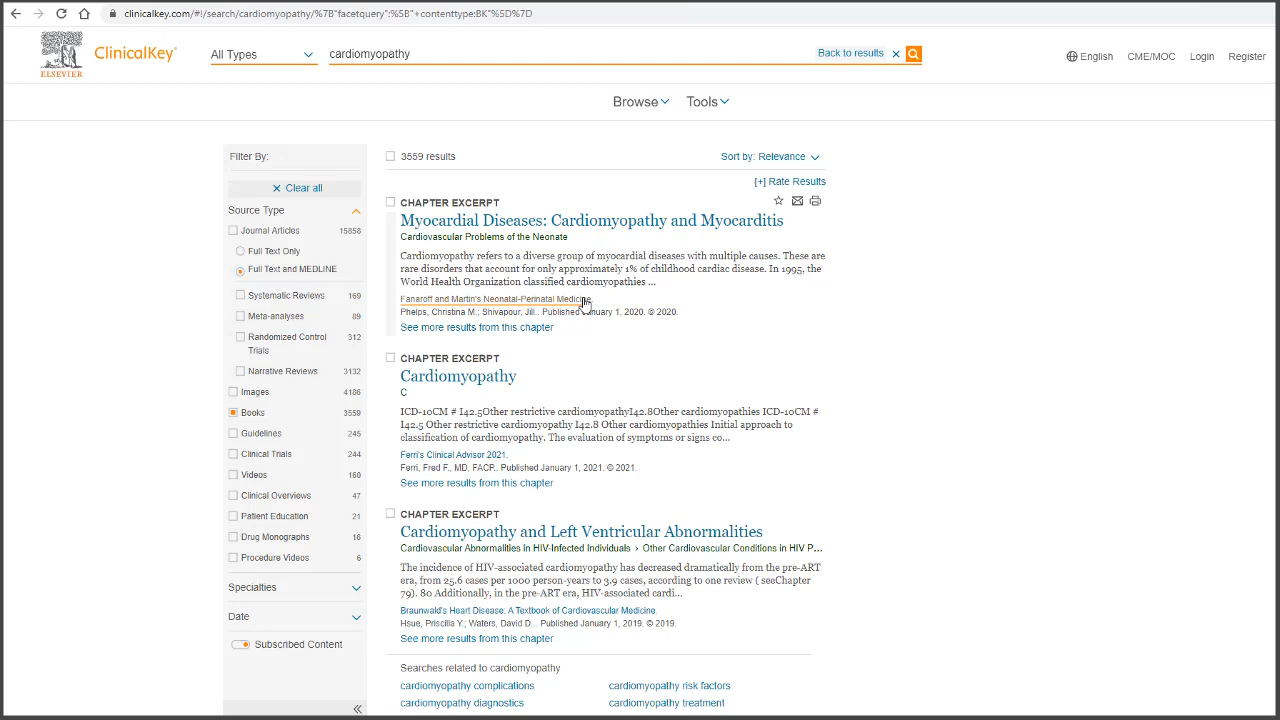 clinicalkey.com/#!/search/cardiomyopathy/%7B"facetquery":%5B"+contenttype:BK"%5D%7D
ELSEVIER
ClinicalKey®
All Types
cardiomyopathy
Back to results
English
CME/MOC
Login
Register
Browse
Tools
Filter By:
Clear all
Source Type
Journal Articles 15858
Full Text Only
Full Text and MEDLINE
Systematic Reviews 169
Meta-analyses 89
Randomized Control 312
Trials
Narrative Reviews 3132
Images 4186
Books 3559
Guidelines 245
Clinical Trials 244
Videos 160
Clinical Overviews 47
Patient Education 21
Drug Monographs 16
Procedure Videos 6
Specialties
Date
Subscribed Content
3559 results
Sort by: Relevance
[+] Rate Results
CHAPTER EXCERPT
Myocardial Diseases: Cardiomyopathy and Myocarditis
Cardiovascular Problems of the Neonate
Cardiomyopathy refers to a diverse group of myocardial diseases with multiple causes. These are
rare disorders that account for only approximately 1% of childhood cardiac disease. In 1995, the
World Health Organization classified cardiomyopathies ...
Fanaroff and Martin's Neonatal-Perinatal Medicine.
Phelps, Christina M.; Shivapour, Jill.. Published January 1, 2020. © 2020.
See more results from this chapter
CHAPTER EXCERPT
Cardiomyopathy
C
ICD-10CM # I42.5Other restrictive cardiomyopathyI42.8Other cardiomyopathies ICD-10CM #
I42.5 Other restrictive cardiomyopathy I42.8 Other cardiomyopathies Initial approach to
classification of cardiomyopathy. The evaluation of symptoms or signs co...
Ferri's Clinical Advisor 2021.
Ferri, Fred F., MD, FACP.. Published January 1, 2021. © 2021.
See more results from this chapter
CHAPTER EXCERPT
Cardiomyopathy and Left Ventricular Abnormalities
Cardiovascular Abnormalities in HIV-Infected Individuals › Other Cardiovascular Conditions in HIV P...
The incidence of HIV-associated cardiomyopathy has decreased dramatically from the pre-ART
era, from 25.6 cases per 1000 person-years to 3.9 cases, according to one review ( seeChapter
79). 80 Additionally, in the pre-ART era, HIV-associated cardi...
Braunwald's Heart Disease: A Textbook of Cardiovascular Medicine.
Hsue, Priscilla Y.; Waters, David D.. Published January 1, 2019. © 2019.
See more results from this chapter
Searches related to cardiomyopathy
cardiomyopathy complications
cardiomyopathy risk factors
cardiomyopathy diagnostics
cardiomyopathy treatment